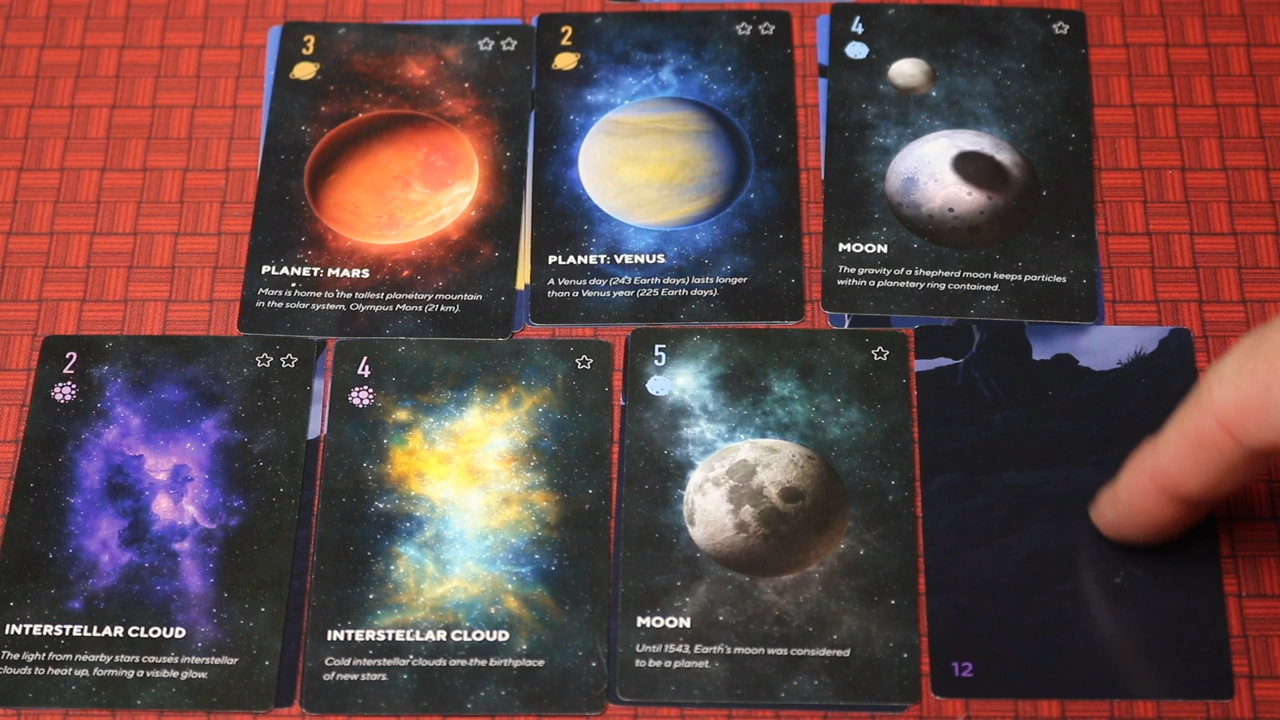 3
PLANET: MARS
Mars is home to the tallest planetary mountain
in the solar system, Olympus Mons (21 km).
2
PLANET: VENUS
A Venus day (243 Earth days) lasts longer
than a Venus year (225 Earth days).
4
MOON
The gravity of a shepherd moon keeps particles
within a planetary ring contained.
2
INTERSTELLAR CLOUD
The light from nearby stars causes interstellar
clouds to heat up, forming a visible glow.
4
INTERSTELLAR CLOUD
Cold interstellar clouds are the birthplace
of new stars.
5
MOON
Until 1543, Earth's moon was considered
to be a planet.
12